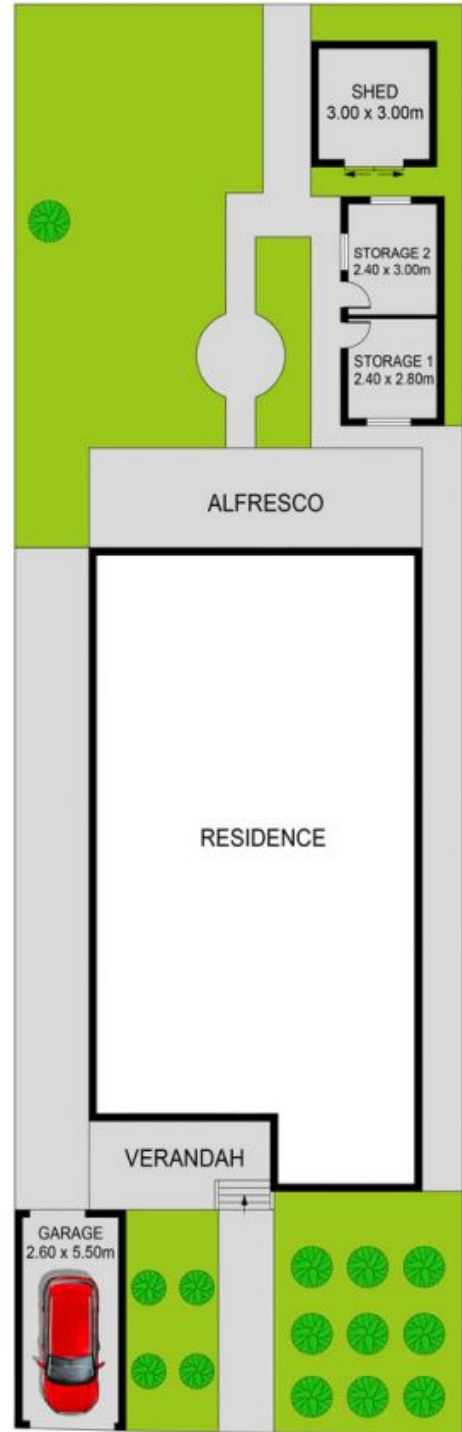 SHED
3.00 x 3.00m
STORAGE 2
2.40 x 3.00m
STORAGE 1
2.40 x 2.80m
ALFRESCO
RESIDENCE
VERANDAH
GARAGE
2.60 x 5.50m